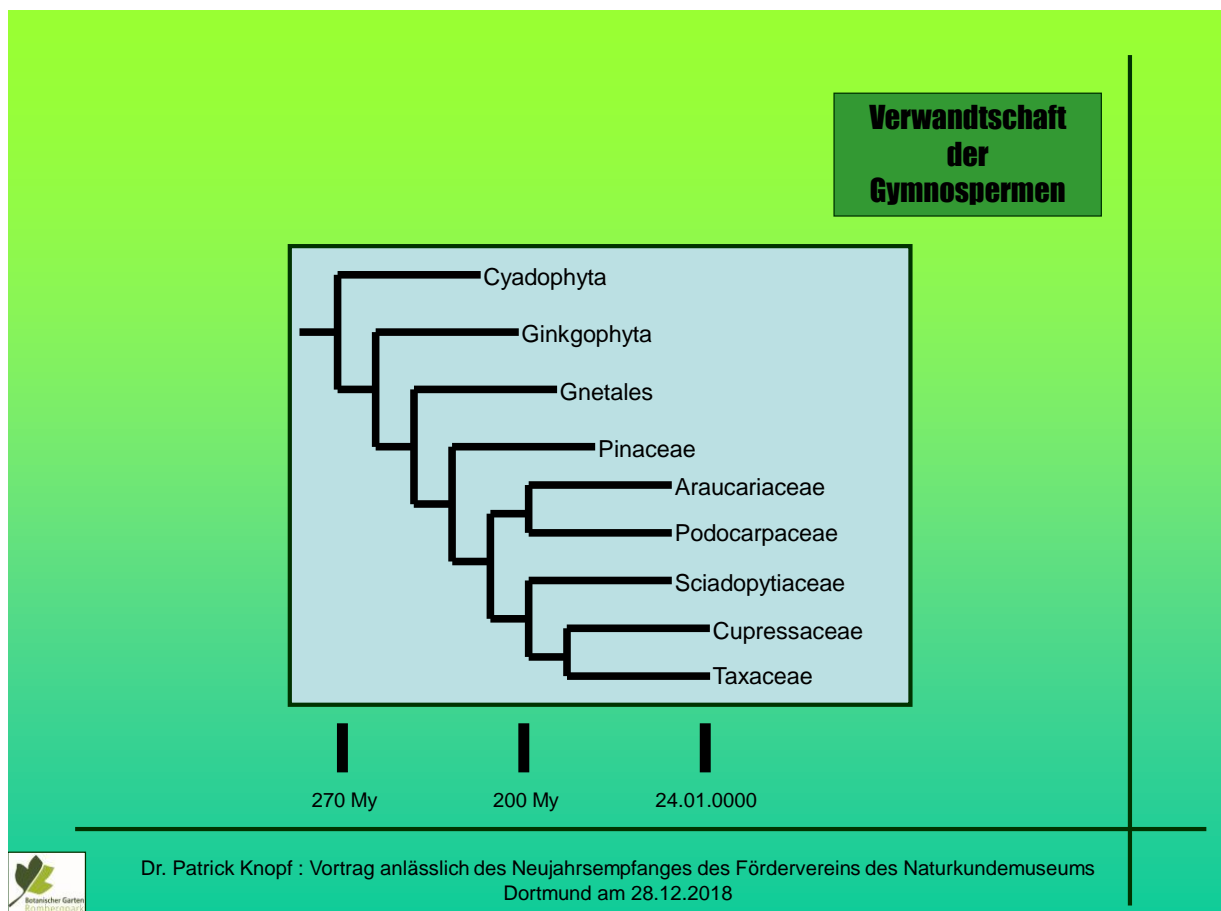 Verwandtschaft
der
Gymnospermen
Cyadophyta
Ginkgophyta
Gnetales
Pinaceae
Araucariaceae
Podocarpaceae
Sciadopytiaceae
Cupressaceae
Taxaceae
270 My
200 My
24.01.0000
Dr. Patrick Knopf : Vortrag anlässlich des Neujahrsempfanges des Fördervereins des Naturkundemuseums
Dortmund am 28.12.2018
Botanischer Garten
Rombergpark